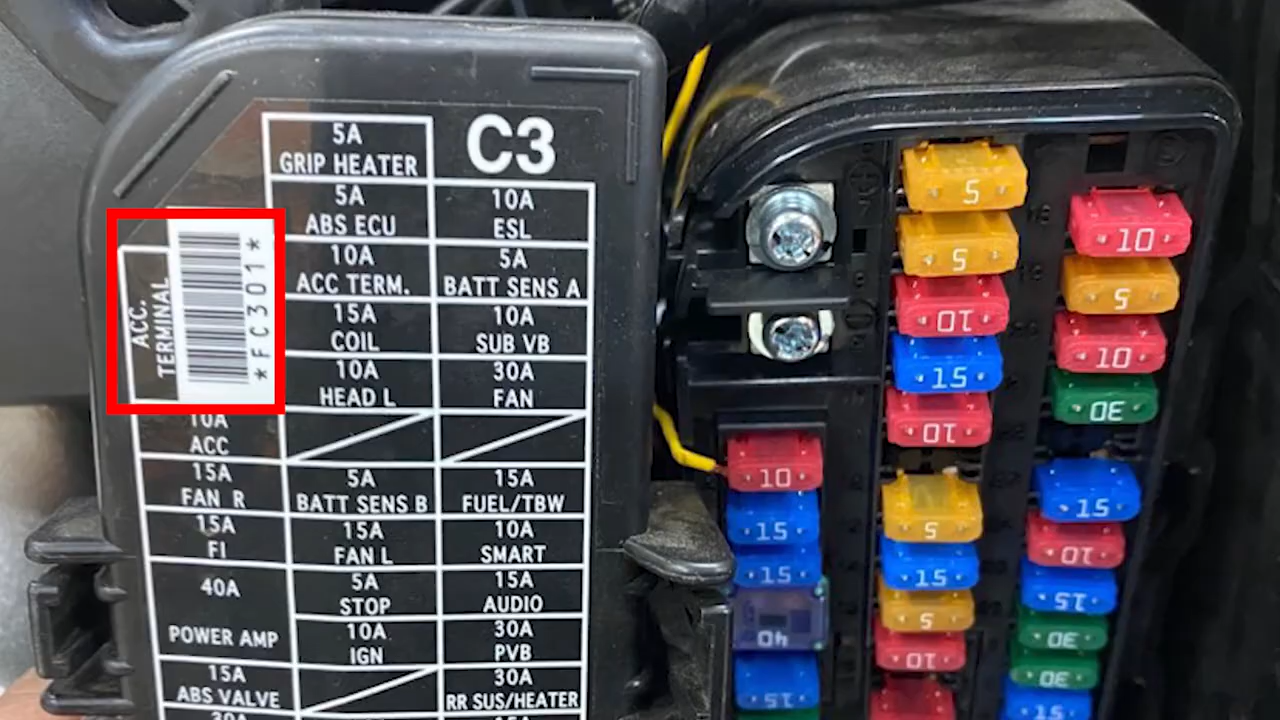 C3
5A
GRIP HEATER
5A
ABS ECU
10A
ESL
10A
ACC TERM.
5A
BATT SENS A
ACC.
TERMINAL
*FC301*
15A
COIL
10A
SUB VB
10A
HEAD L
30A
FAN
10A
ACC
15A
FAN R
5A
BATT SENS B
15A
FUEL/TBW
15A
FI
15A
FAN L
10A
SMART
40A
POWER AMP
5A
STOP
15A
AUDIO
10A
IGN
30A
PVB
15A
ABS VALVE
30A
RR SUS/HEATER
30A
15A
5
5
10
15
10
5
15
5
10
10
5
10
30
15
10
15
30
30
15
10
15
15
40
15